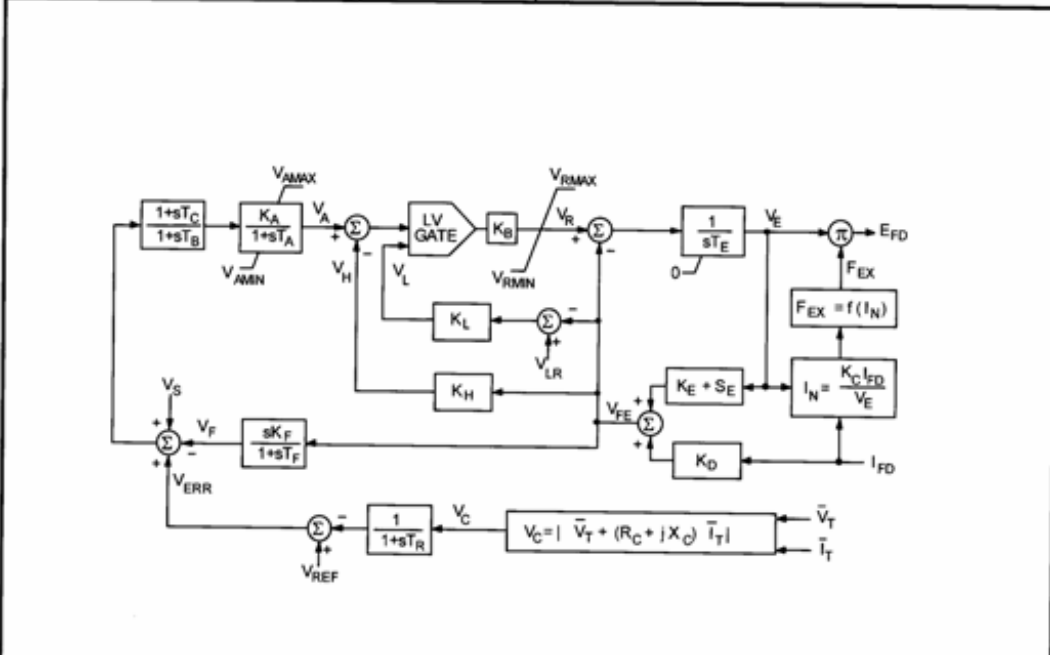 V_AMAX
V_RMAX
1+sT_C
1+sT_B
K_A
1+sT_A
V_A
Σ
LV
GATE
K_B
V_R
Σ
1
sT_E
V_E
π
E_FD
V_AMIN
V_H
V_L
V_RMIN
0
F_EX
K_L
Σ
V_LR
F_EX = f(I_N)
K_H
K_E + S_E
I_N = K_C I_FD
V_E
V_S
V_F
sK_F
1+sT_F
V_FE
Σ
K_D
I_FD
Σ
V_ERR
Σ
1
1+sT_R
V_C
V_C = | V̄_T + (R_C + j X_C) Ī_T |
V̄_T
Ī_T
V_REF